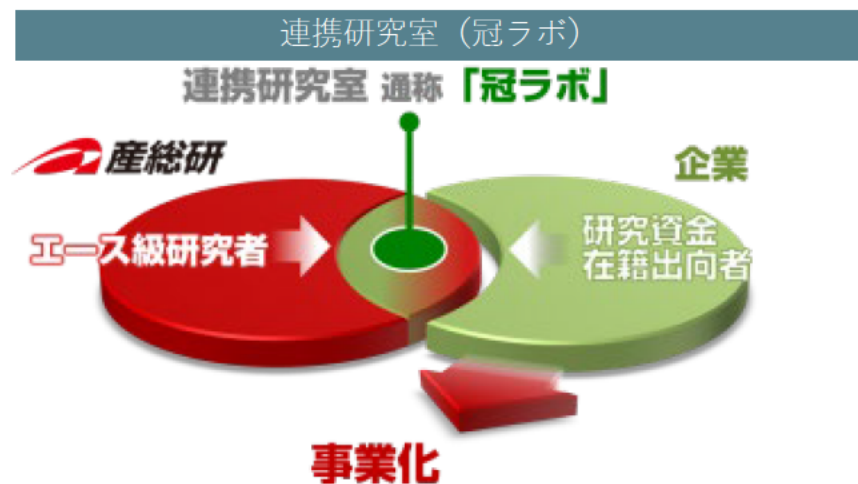 連携研究室（冠ラボ）
連携研究室 通称「冠ラボ」
産総研
企業
エース級研究者
研究資金
在籍出向者
事業化